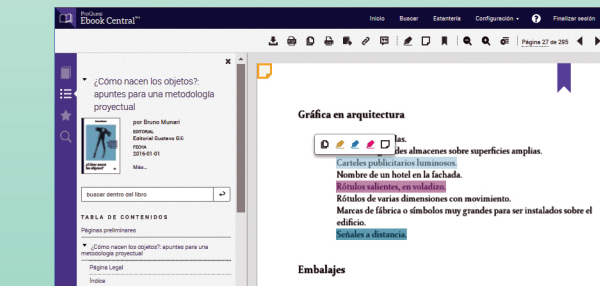 ProQuest
Ebook Central™
Inicio Buscar Estantería Configuración ? Finalizar sesión
Página 27 de 295
¿Cómo nacen los objetos?:
apuntes para una metodología
proyectual
por Bruno Munari
EDITORIAL
Editorial Gustavo Gili
FECHA
2016-01-01
Más...
buscar dentro del libro
TABLA DE CONTENIDOS
Páginas preliminares
¿Cómo nacen los objetos?: apuntes para una
metodología proyectual
Página Legal
Índice
Gráfica en arquitectura
las.
des almacenes sobre superficies amplias.
Carteles publicitarios luminosos.
Nombre de un hotel en la fachada.
Rótulos salientes, en voladizo.
Rótulos de varias dimensiones con movimiento.
Marcas de fábrica o símbolos muy grandes para ser instalados sobre el
edificio.
Señales a distancia.
Embalajes